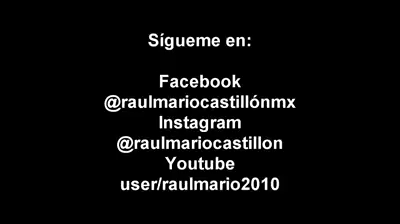 Sígueme en:
Facebook
@raulmariocastillónmx
Instagram
@raulmariocastillon
Youtube
user/raulmario2010